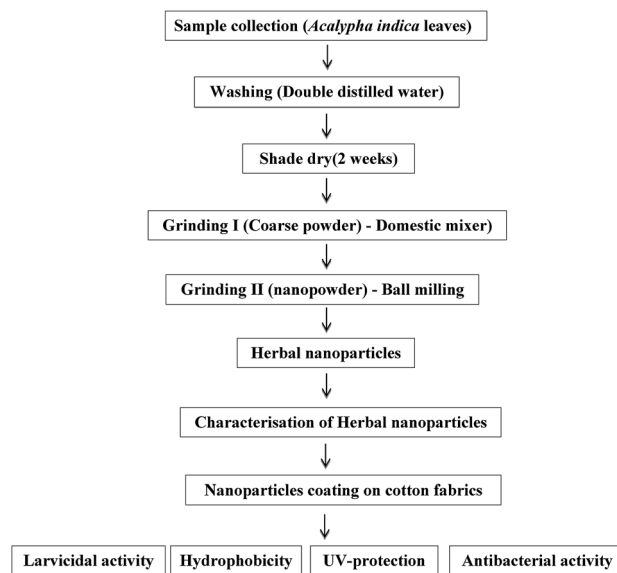 Sample collection (Acalypha indica leaves)
Washing (Double distilled water)
Shade dry(2 weeks)
Grinding I (Coarse powder) - Domestic mixer)
Grinding II (nanopowder) - Ball milling
Herbal nanoparticles
Characterisation of Herbal nanoparticles
Nanoparticles coating on cotton fabrics
Larvicidal activity Hydrophobicity UV-protection Antibacterial activity